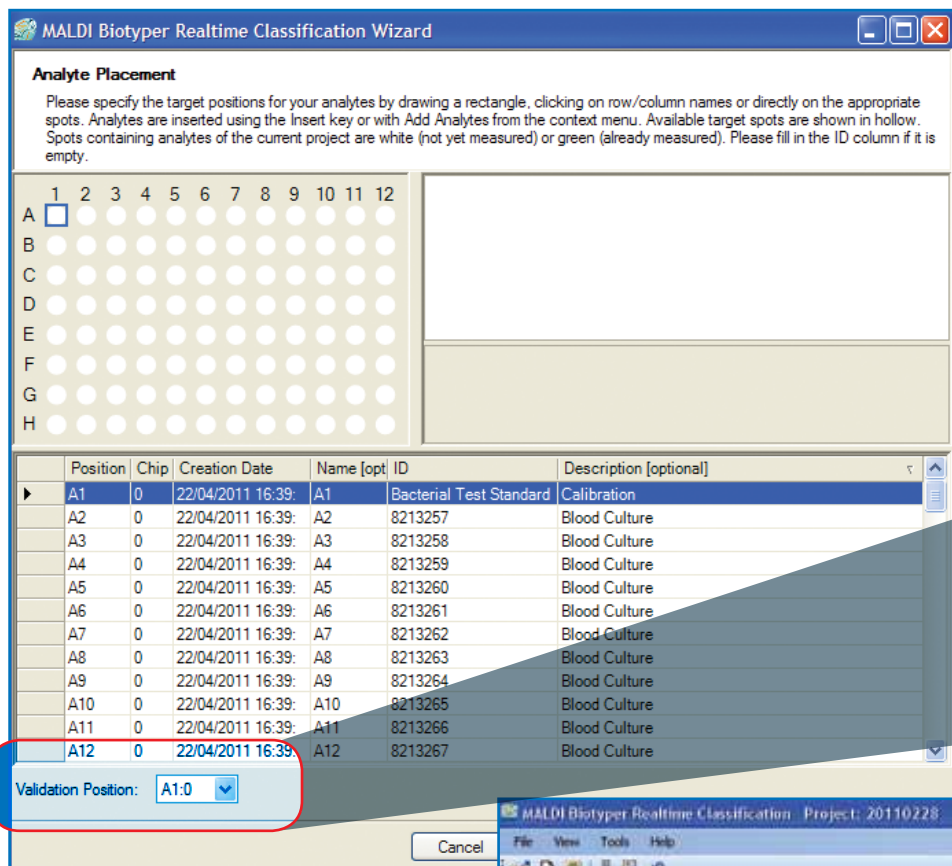 MALDI Biotyper Realtime Classification Wizard
Analyte Placement
Please specify the target positions for your analytes by drawing a rectangle, clicking on row/column names or directly on the appropriate
spots. Analytes are inserted using the Insert key or with Add Analytes from the context menu. Available target spots are shown in hollow.
Spots containing analytes of the current project are white (not yet measured) or green (already measured). Please fill in the ID column if it is
empty.
1 2 3 4 5 6 7 8 9 10 11 12
A
B
C
D
E
F
G
H
Position Chip Creation Date Name [opt ID Description [optional]
A1 0 22/04/2011 16:39: A1 Bacterial Test Standard Calibration
A2 0 22/04/2011 16:39: A2 8213257 Blood Culture
A3 0 22/04/2011 16:39: A3 8213258 Blood Culture
A4 0 22/04/2011 16:39: A4 8213259 Blood Culture
A5 0 22/04/2011 16:39: A5 8213260 Blood Culture
A6 0 22/04/2011 16:39: A6 8213261 Blood Culture
A7 0 22/04/2011 16:39: A7 8213262 Blood Culture
A8 0 22/04/2011 16:39: A8 8213263 Blood Culture
A9 0 22/04/2011 16:39: A9 8213264 Blood Culture
A10 0 22/04/2011 16:39: A10 8213265 Blood Culture
A11 0 22/04/2011 16:39: A11 8213266 Blood Culture
A12 0 22/04/2011 16:39: A12 8213267 Blood Culture
Validation Position: A1:0
Cancel
MALDI Biotyper Realtime Classification Project: 20110228
File View Tools Help